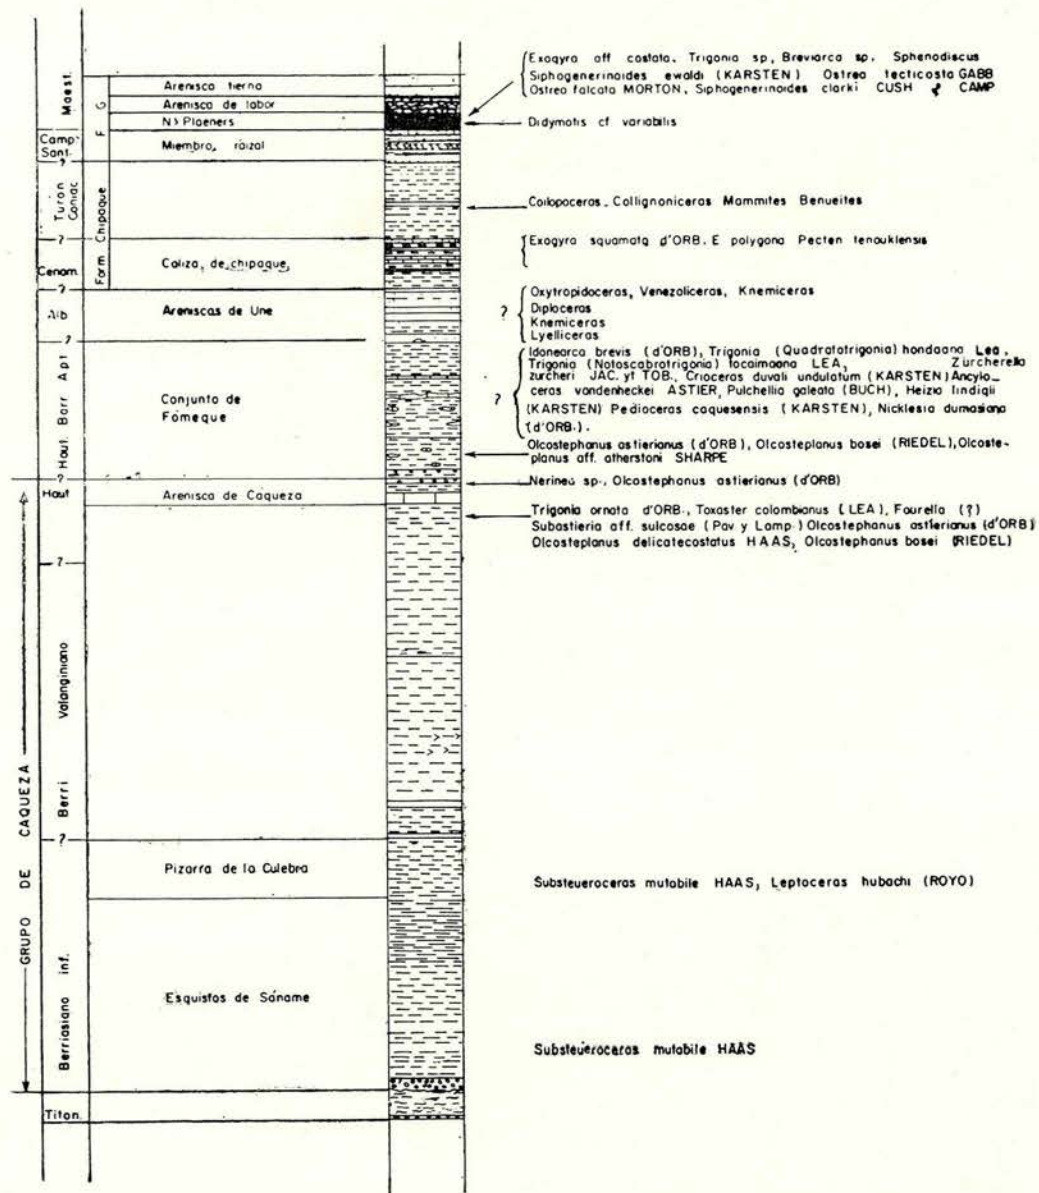 Exogyra aff costata, Trigonia sp, Breviarca sp. Sphenodiscus
Siphogenerinoides ewaldi (KARSTEN) Ostrea tecticosta GABB
Ostrea falcata MORTON, Siphogenerinoides clarki CUSH & CAMP
Maest.
F G
Arenisca tierna
Arenisca de labor
N> Plaeners
Didymotis cf variabilis
Camp-
Sant.
Miembro, raizal
?
Turon
Coniac
Form Chipaque
Coilopoceras - Collignoniceras Mammites Benueites
?
Cenom.
Caliza, de chipaque,
Exogyra squamata d'ORB. E polygona Pecten tenouklensis
?
Alb
Areniscas de Une
?
Oxytropidoceras, Venezoliceras, Knemiceras
Diploceras
Knemiceras
Lyelliceras
?
Haut. Barr Apt
Conjunto de
Fómeque
?
Idonearca brevis (d'ORB), Trigonia (Quadratotrigonia) hondaana Lea,
Trigonia (Notoscabrotrigonia) tocaimaana LEA, Zürcherella
zurcheri JAC. yt TOB., Crioceras duvali undulatum (KARSTEN) Ancylo_
ceras vandenheckei ASTIER, Pulchellia galeata (BUCH), Heizia lindigii
(KARSTEN) Pedioceras caquesensis (KARSTEN), Nicklesia dumasiana
(d'ORB.).
Olcostephanus astierianus (d'ORB), Olcosteplanus bosei (RIEDEL), Olcoste-
planus aff. atherstoni SHARPE
?
Haut
Arenisca de Caqueza
Nerinea sp., Olcostephanus astierianus (d'ORB)
Trigonia ornata d'ORB., Toxaster colombianus (LEA), Fourella (?)
Subastieria aff. sulcosae (Pav y Lamp.) Olcostephanus astierianus (d'ORB)
Olcosteplanus delicatecostatus HAAS, Olcostephanus bosei (RIEDEL)
?
Berri Valanginiano
?
GRUPO DE CAQUEZA
Berriasiano inf.
Pizarra de la Culebra
Substeueroceras mutabile HAAS, Leptoceras hubachi (ROYO)
Esquistos de Sáname
Substeueroceras mutabile HAAS
Titon.